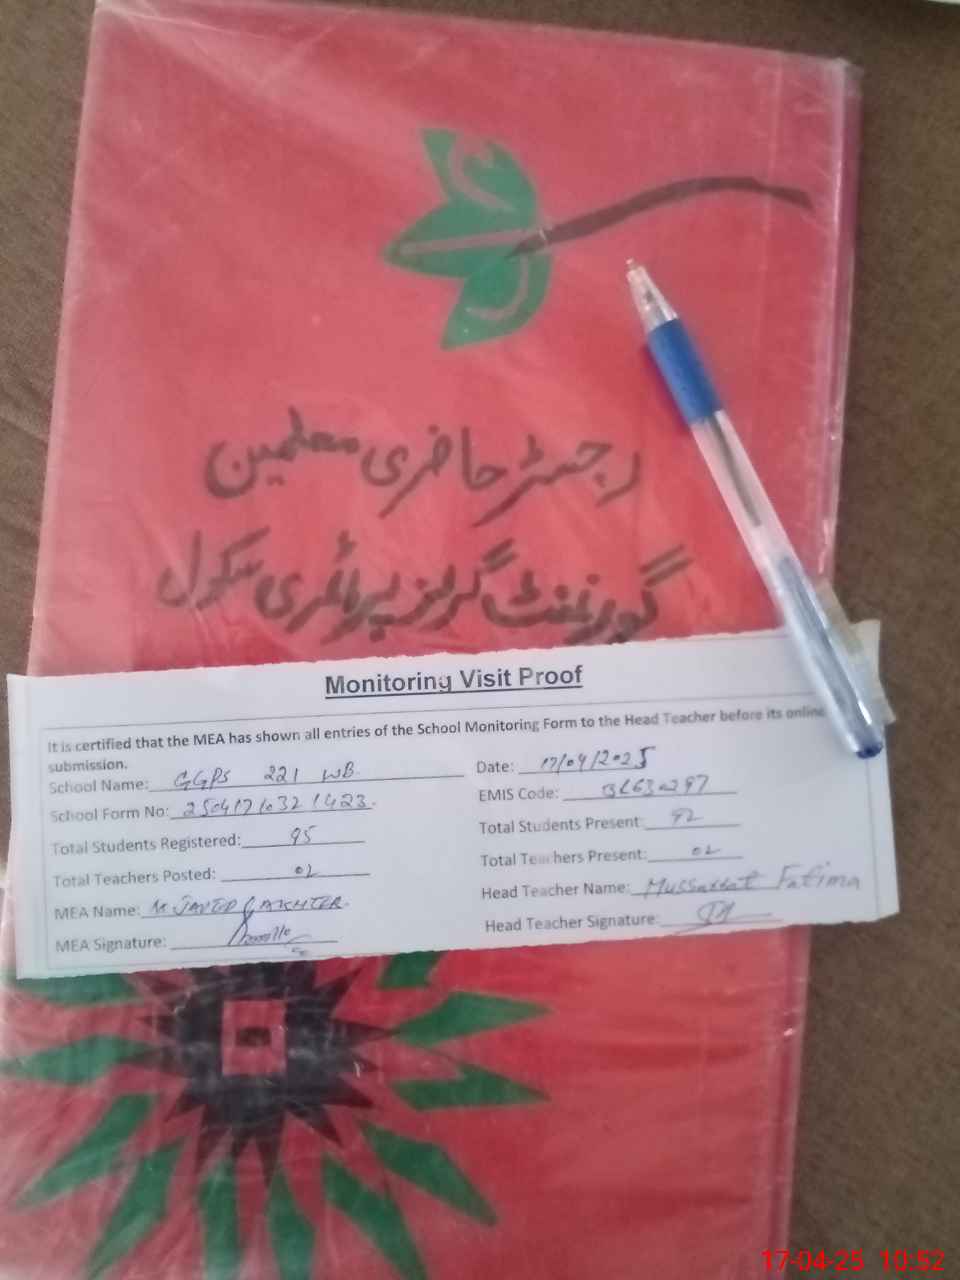 رجسٹر حاضری معلمین
گورنمنٹ گرلز پرائمری سکول
Monitoring Visit Proof
It is certified that the MEA has shown all entries of the School Monitoring Form to the Head Teacher before its online
submission.
School Name: GGPS 221 WB
Date: 17/04/2025
School Form No: 25041710321423
EMIS Code:
Total Students Registered: 95
Total Students Present: 92
Total Teachers Posted: 02
Total Teachers Present: 02
MEA Name: M JAVED
Head Teacher Name: Mussarrat Fatima
MEA Signature:
Head Teacher Signature:
17-04-25 10:52